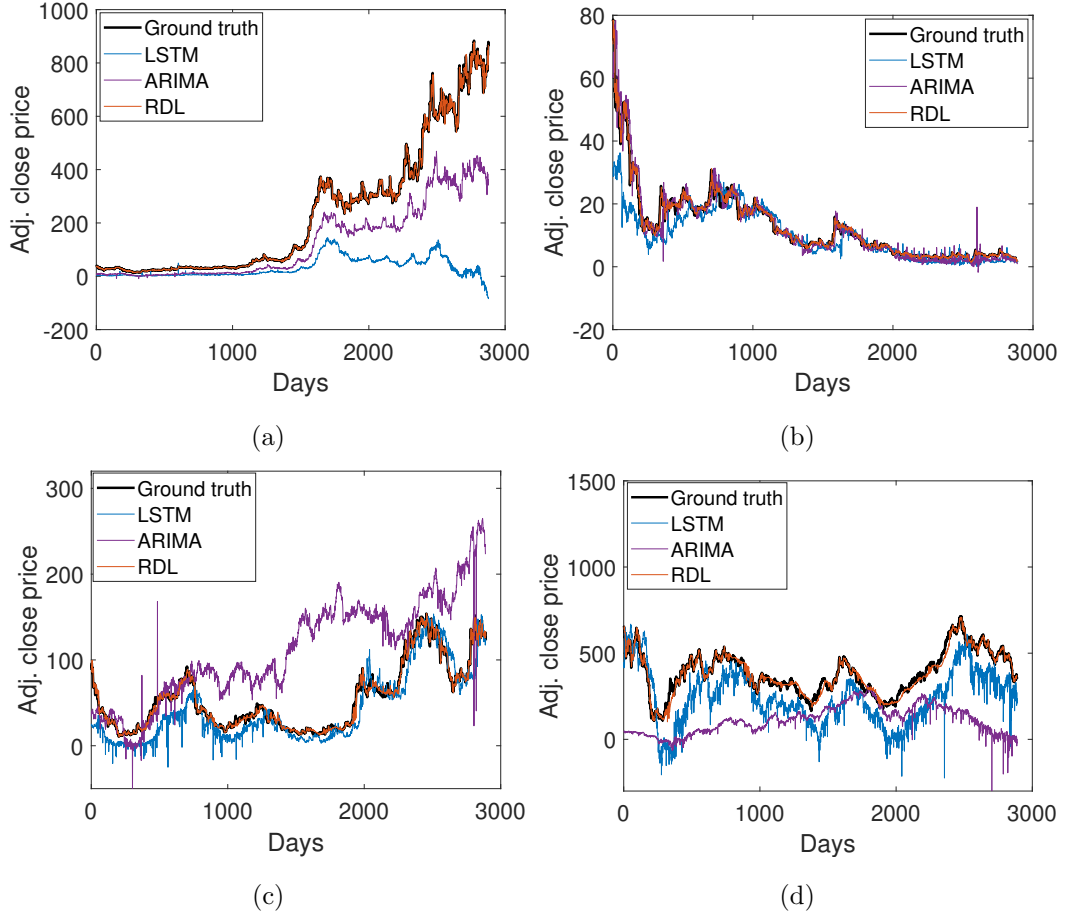 Adj. close price
1000
800
600
400
200
0
-200
Ground truth
LSTM
ARIMA
RDL
0
1000
2000
3000
Days
(a)
Adj. close price
80
60
40
20
0
20
Ground truth
LSTM
ARIMA
RDL
0
1000
2000
3000
Days
(b)
Adj. close price
300
200
100
0
Ground truth
LSTM
ARIMA
RDL
0
1000
2000
3000
Days
(c)
Adj. close price
1500
1000
500
0
Ground truth
LSTM
ARIMA
RDL
0
1000
2000
3000
Days
(d)